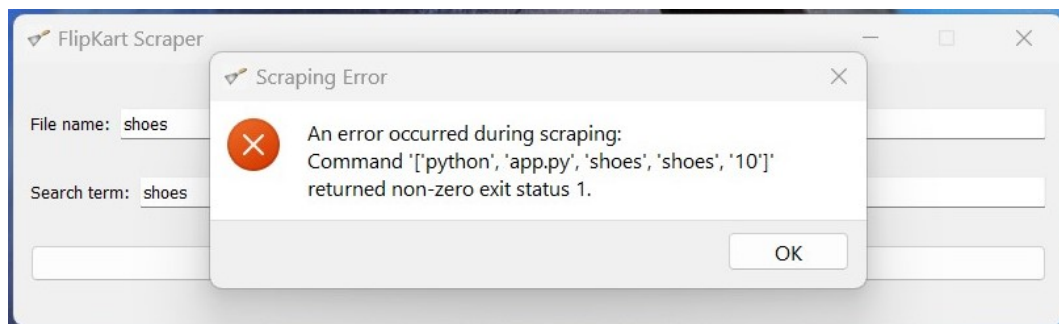 FlipKart Scraper
Scraping Error
File name: shoes
An error occurred during scraping:
Command '['python', 'app.py', 'shoes', 'shoes', '10']'
returned non-zero exit status 1.
Search term: shoes
OK